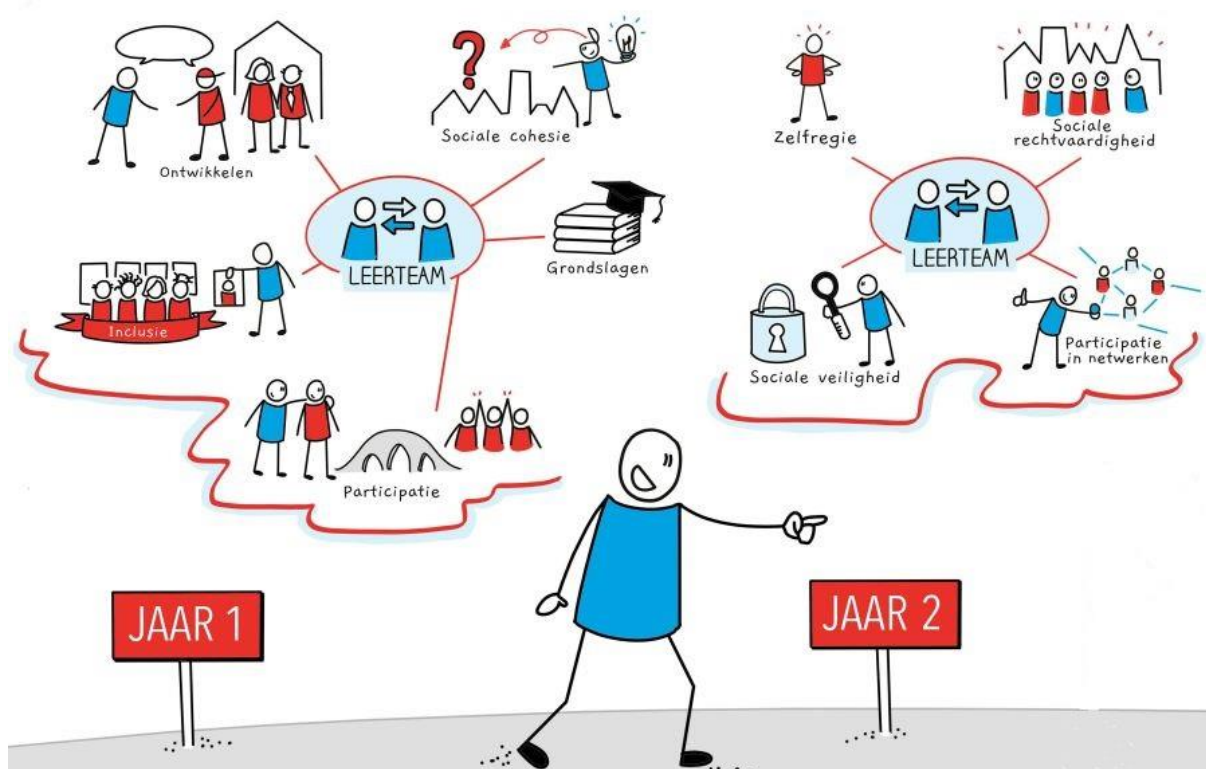 Ontwikkelen
Sociale cohesie
LEERTEAM
Grondslagen
Inclusie
Participatie
Zelfregie
Sociale
rechtvaardigheid
LEERTEAM
Sociale veiligheid
Participatie
in netwerken
JAAR 1
JAAR 2